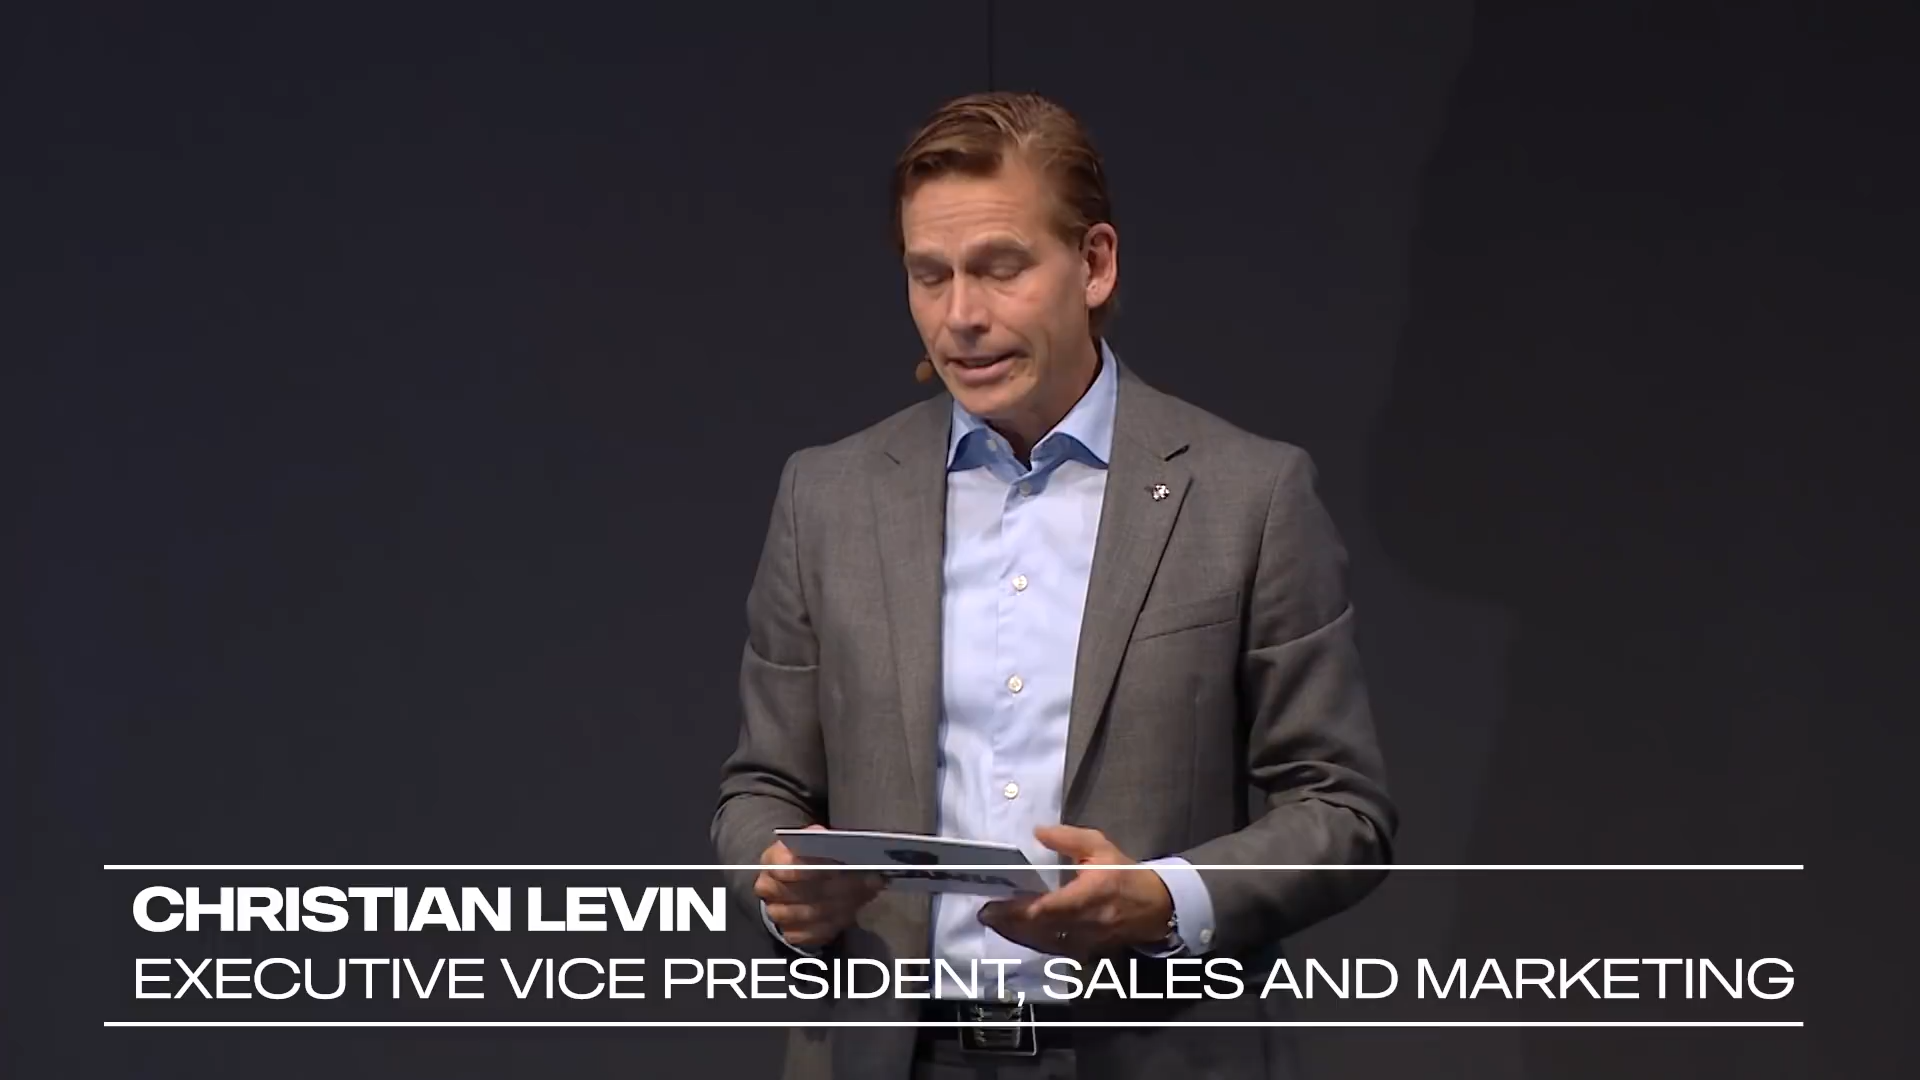 CHRISTIAN LEVIN
EXECUTIVE VICE PRESIDENT, SALES AND MARKETING